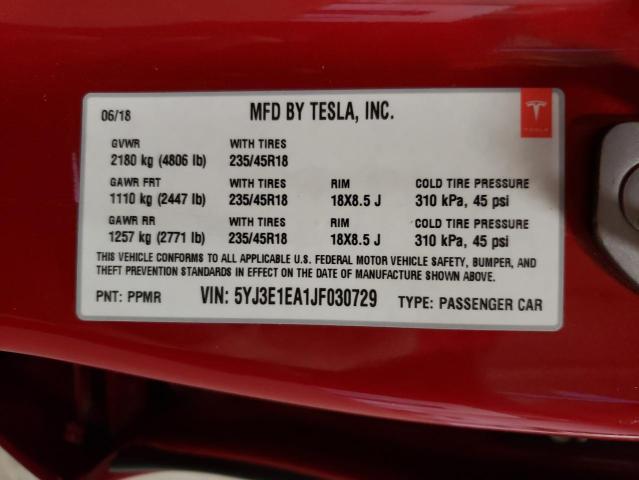 06/18 MFD BY TESLA, INC.
TESLA
GVWR WITH TIRES
2180 kg (4806 lb) 235/45R18
GAWR FRT WITH TIRES RIM COLD TIRE PRESSURE
1110 kg (2447 lb) 235/45R18 18X8.5 J 310 kPa, 45 psi
GAWR RR WITH TIRES RIM COLD TIRE PRESSURE
1257 kg (2771 lb) 235/45R18 18X8.5 J 310 kPa, 45 psi
THIS VEHICLE CONFORMS TO ALL APPLICABLE U.S. FEDERAL MOTOR VEHICLE SAFETY, BUMPER, AND
THEFT PREVENTION STANDARDS IN EFFECT ON THE DATE OF MANUFACTURE SHOWN ABOVE.
PNT: PPMR VIN: 5YJ3E1EA1JF030729 TYPE: PASSENGER CAR